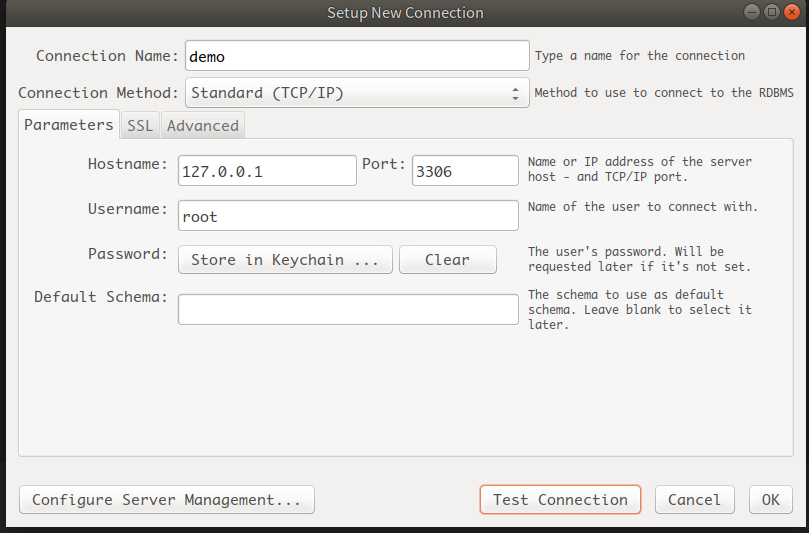 Setup New Connection
Connection Name: demo Type a name for the connection
Connection Method: Standard (TCP/IP) Method to use to connect to the RDBMS
Parameters SSL Advanced
Hostname: 127.0.0.1 Port: 3306 Name or IP address of the server
host - and TCP/IP port.
Username: root Name of the user to connect with.
Password: Store in Keychain ... Clear The user's password. Will be
requested later if it's not set.
Default Schema: The schema to use as default
schema. Leave blank to select it
later.
Configure Server Management... Test Connection Cancel OK